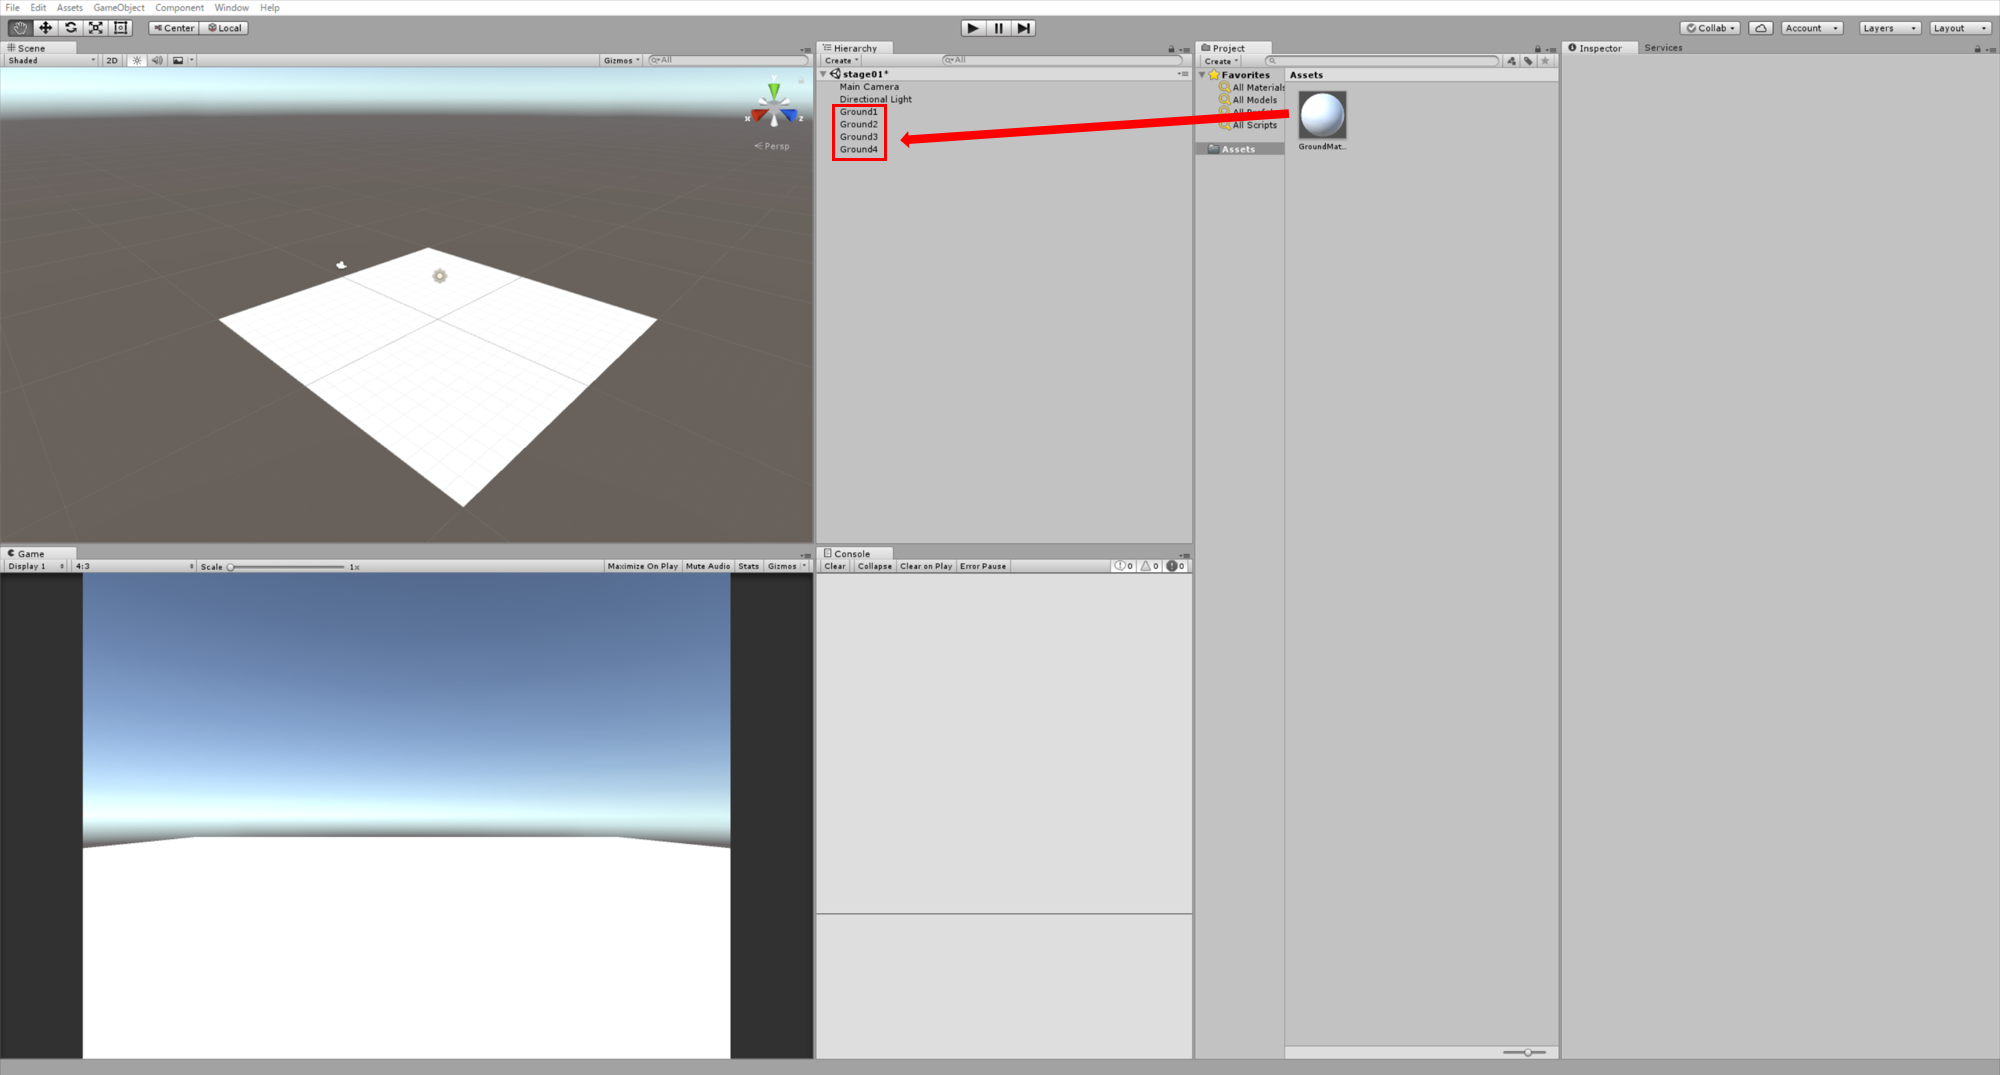 File Edit Assets GameObject Component Window Help
Center Local
Collab Account Layers Layout
Scene
Shaded 2D Gizmos All
y
x z
Persp
Hierarchy
Create All
stage01*
Main Camera
Directional Light
Ground1
Ground2
Ground3
Ground4
Project
Create
Favorites
All Materials
All Models
All Scripts
Assets
Assets
GroundMat...
Inspector Services
Game
Display 1 4:3 Scale 1x Maximize On Play Mute Audio Stats Gizmos
Console
Clear Collapse Clear on Play Error Pause 0 0 0